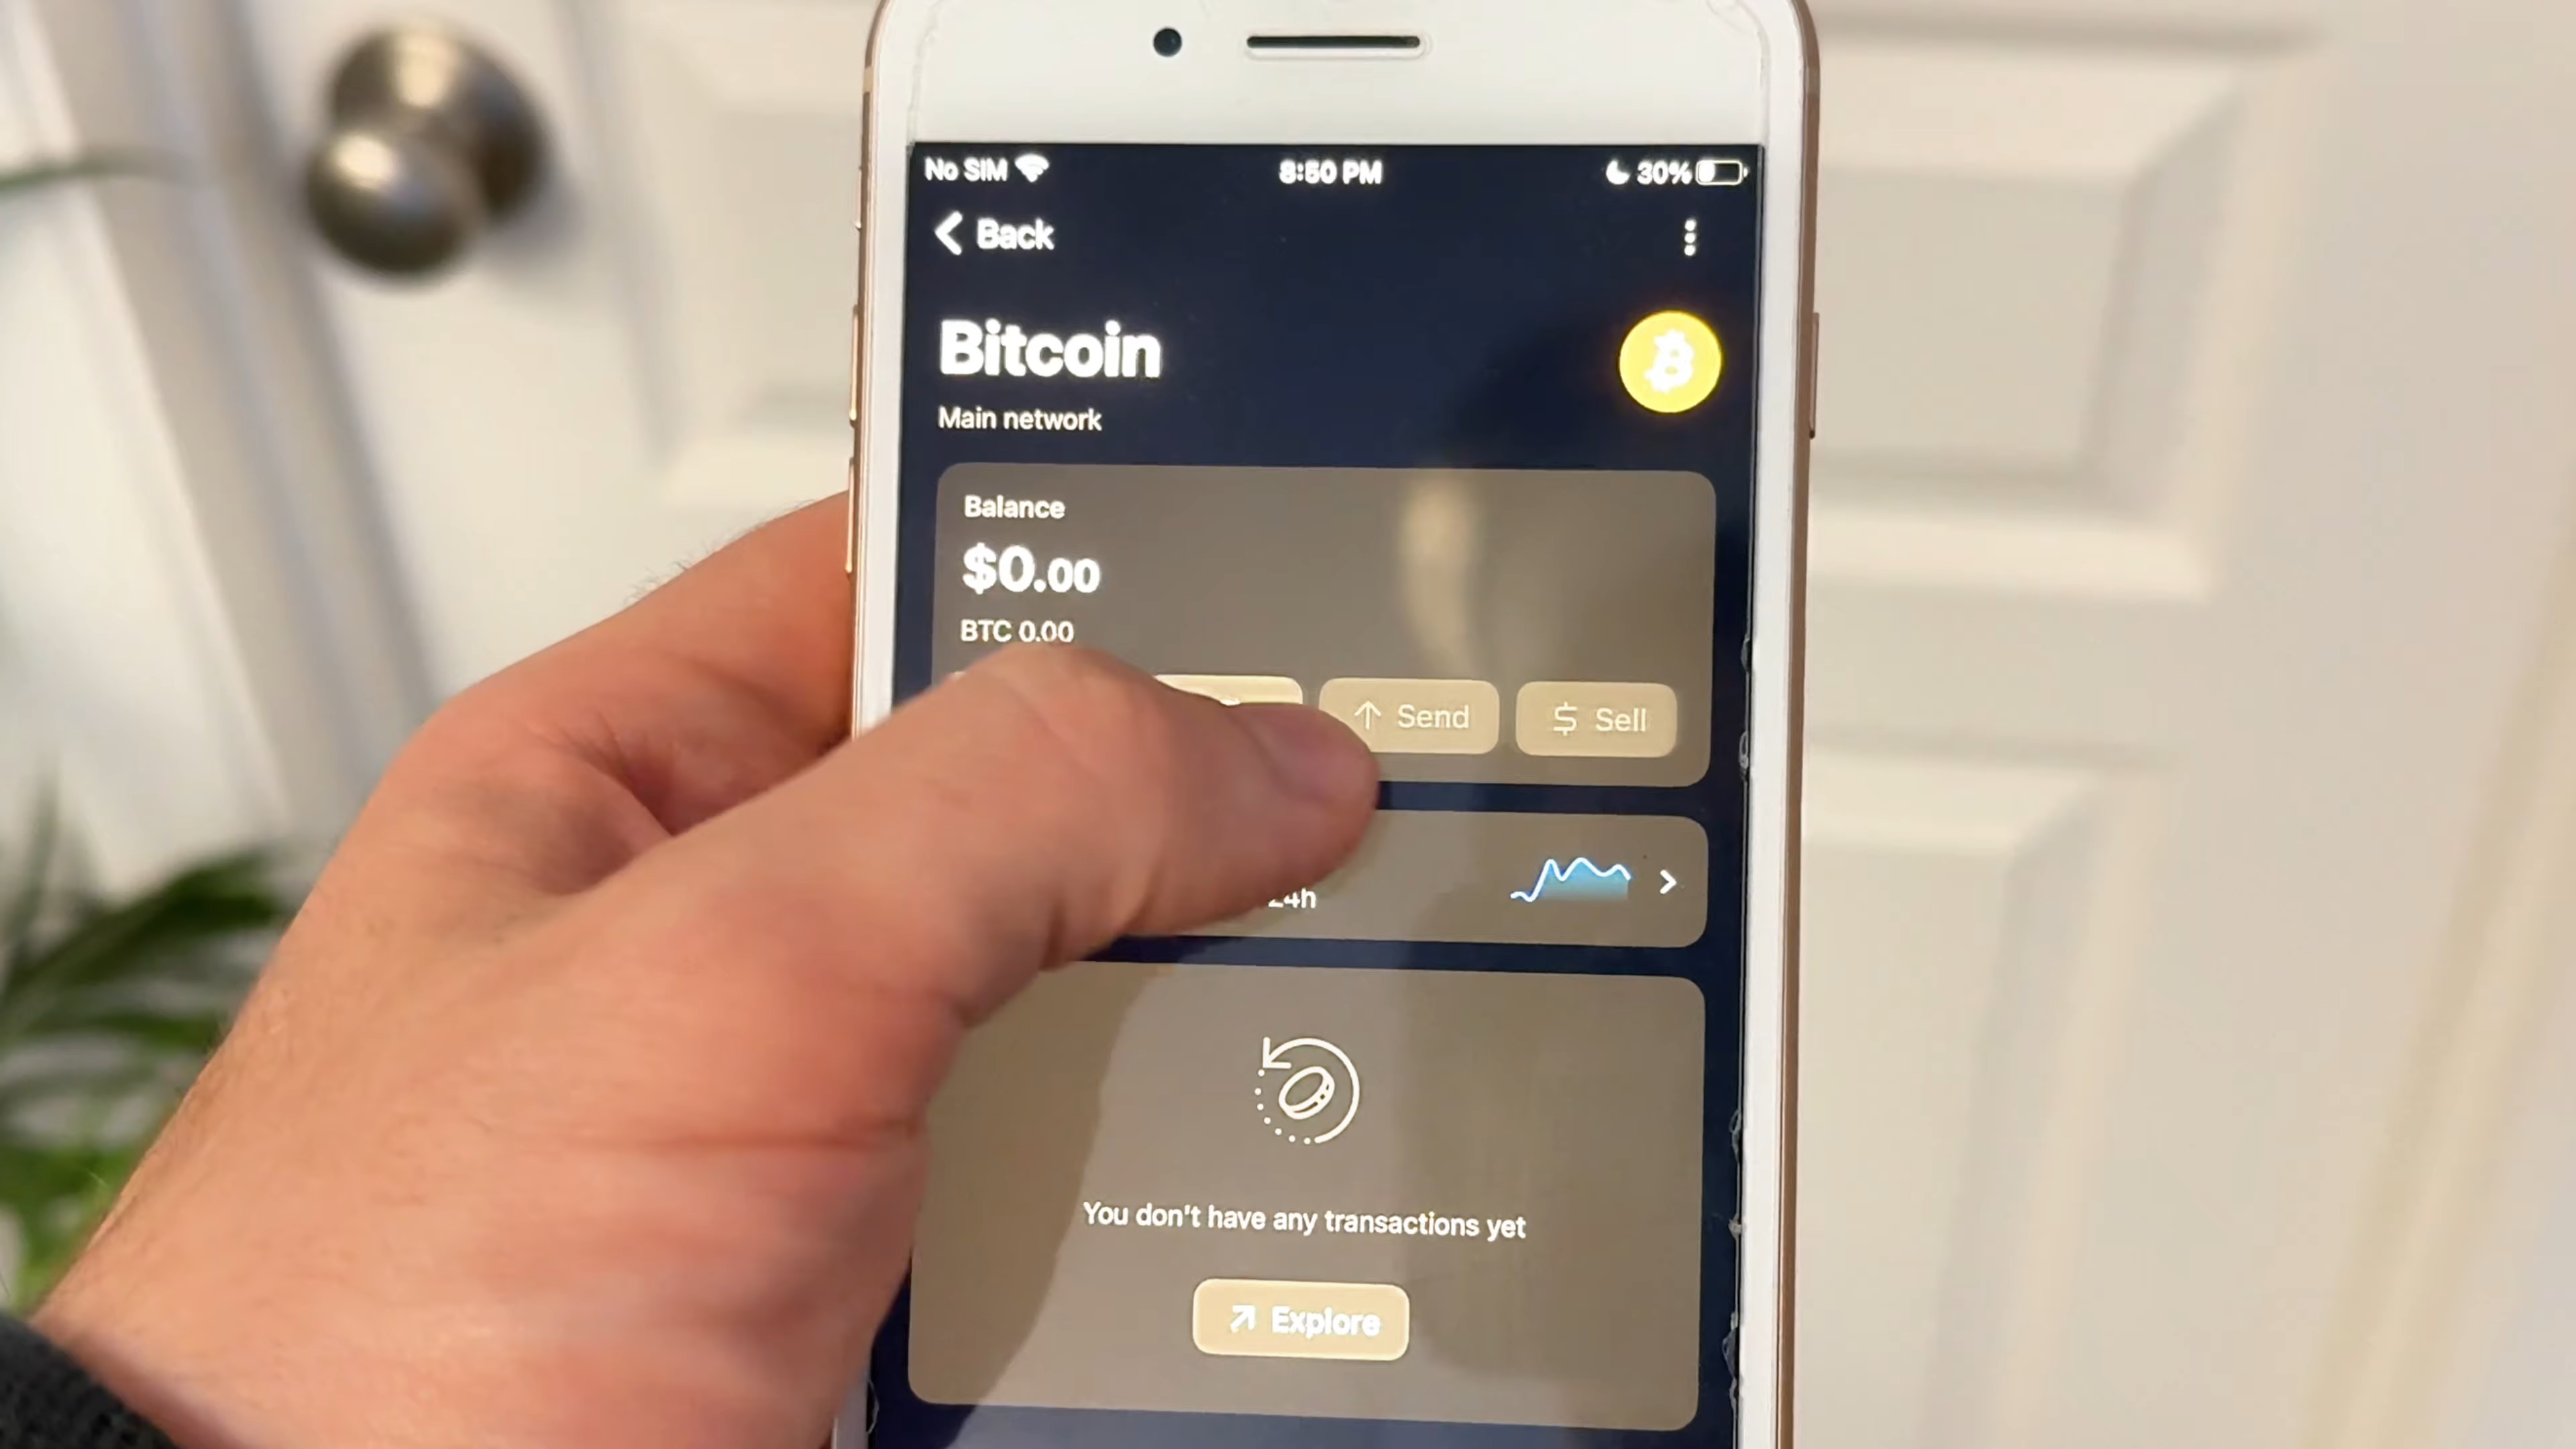 No SIM 8:50 PM 30%
Back
Bitcoin
Main network
Balance
$0.00
BTC 0.00
Send
$ Sell
24h
You don't have any transactions yet
Explore